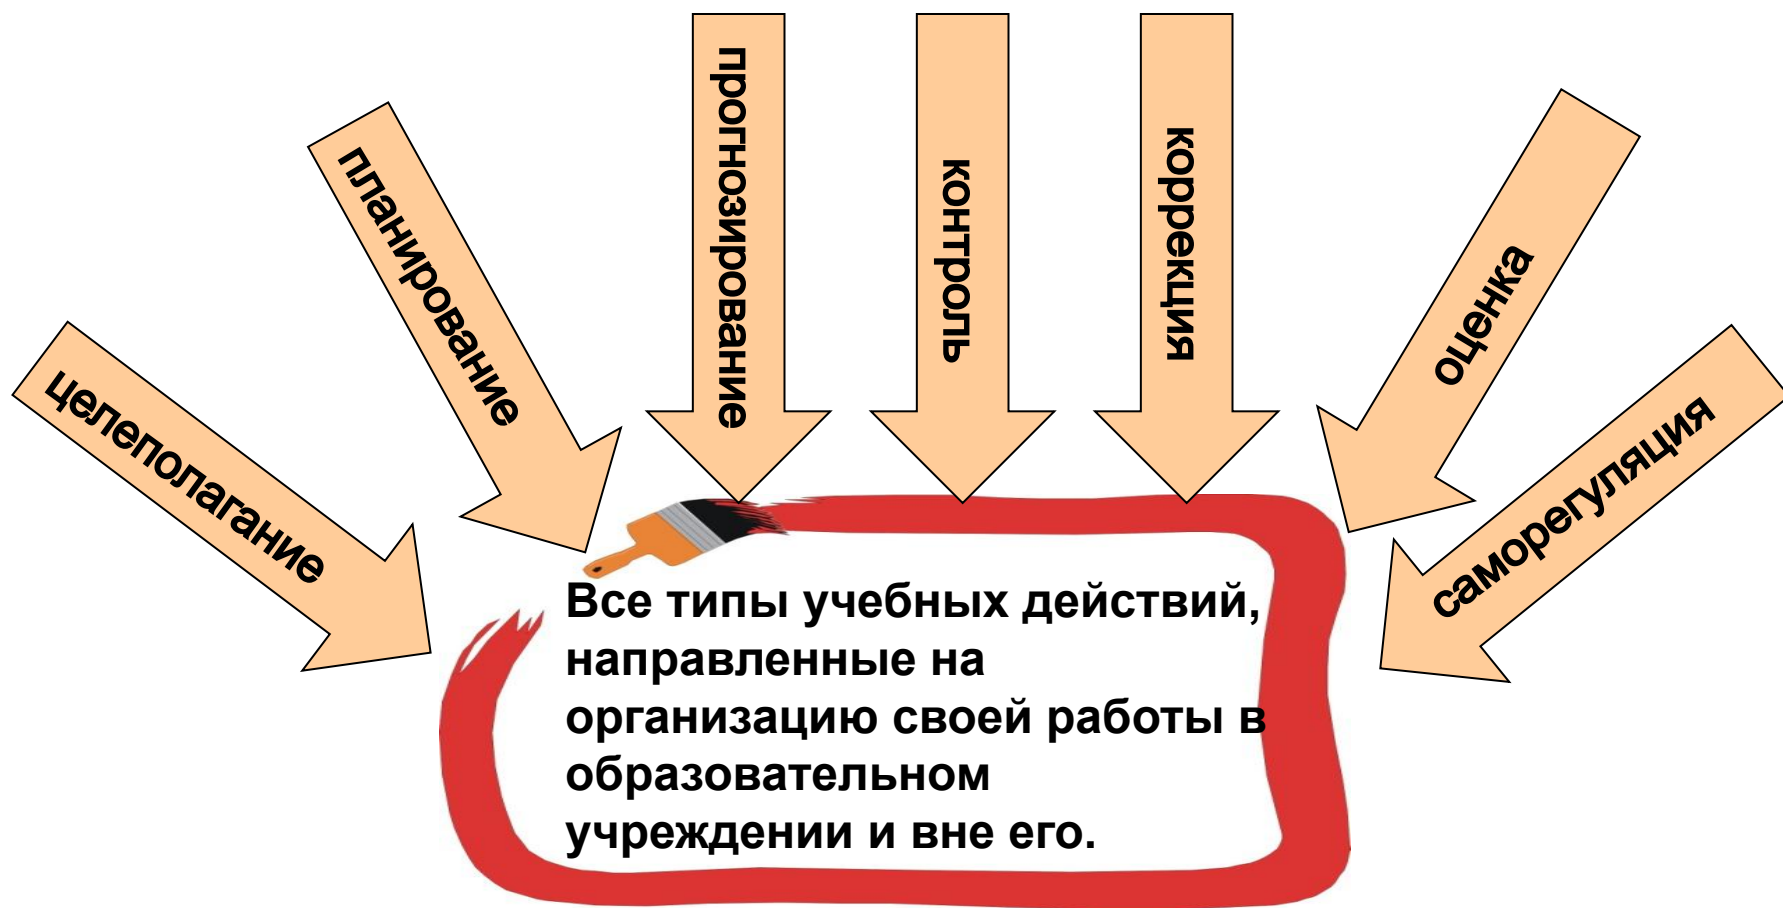 целеполагание
планирование
прогнозирование
контроль
коррекция
оценка
саморегуляция
Все типы учебных действий,
направленные на
организацию своей работы в
образовательном
учреждении и вне его.